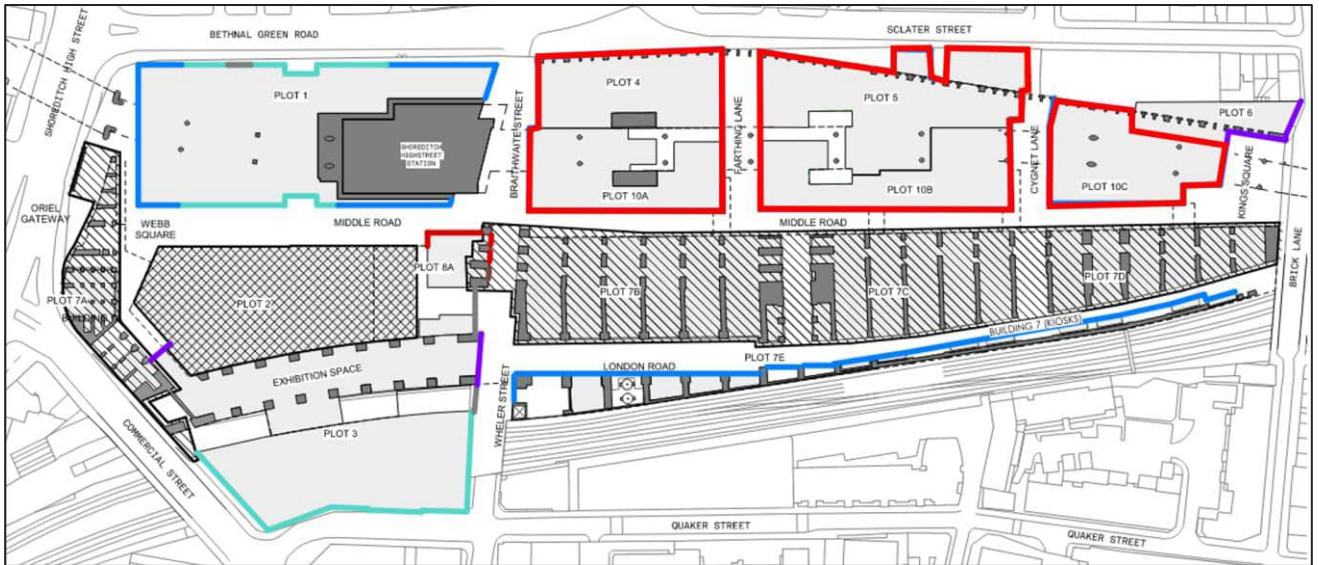 BETHNAL GREEN ROAD
SCLATER STREET
SHOREDITCH HIGH STREET
PLOT 1
PLOT 4
PLOT 5
PLOT 6
BRAITHWAITE STREET
FARTHING LANE
CYGNET LANE
SHOREDITCH
HIGHSTREET
STATION
PLOT 10A
PLOT 10B
PLOT 10C
KINGS SQUARE
ORIEL
GATEWAY
WEBB
SQUARE
MIDDLE ROAD
MIDDLE ROAD
BRICK LANE
PLOT 8A
PLOT 7A
BUILDING
PLOT 2
PLOT 7B
PLOT 7C
PLOT 7D
BUILDING 7 (KIOSKS)
PLOT 7E
LONDON ROAD
EXHIBITION SPACE
WHELER STREET
PLOT 3
COMMERCIAL STREET
QUAKER STREET
QUAKER STREET